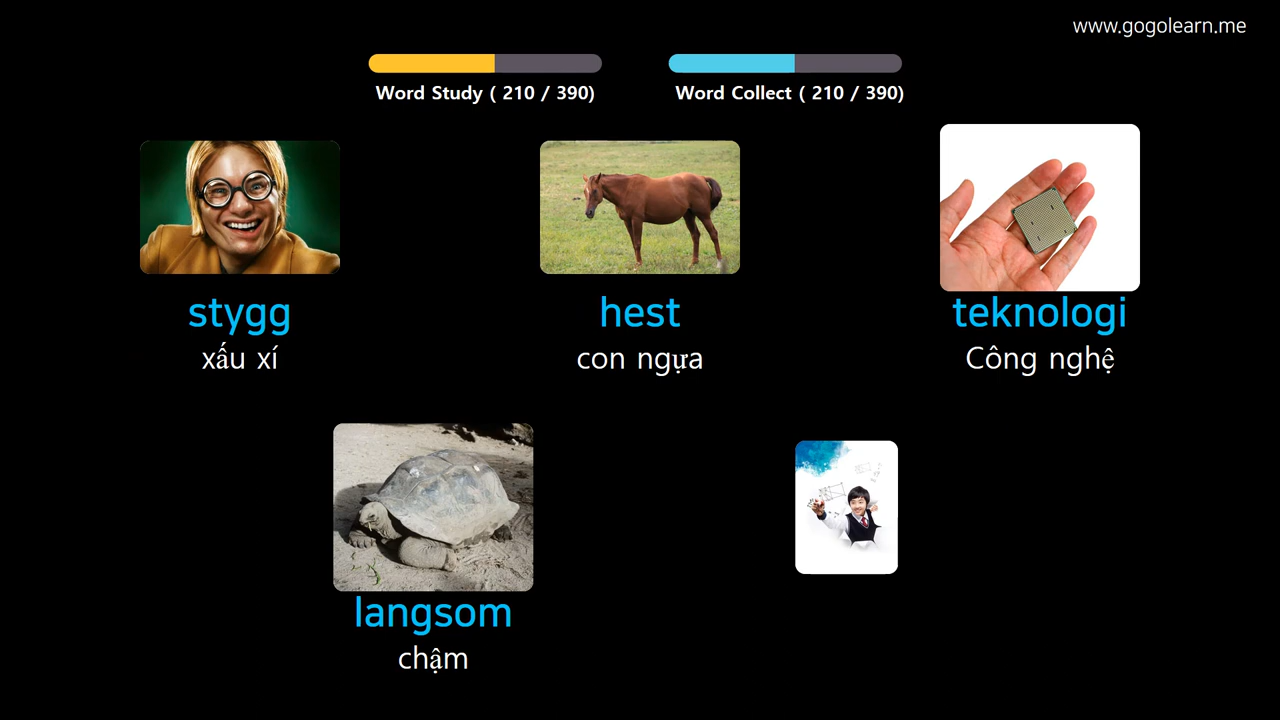 www.gogolearn.me
Word Study ( 210 / 390)
Word Collect ( 210 / 390)
stygg
xấu xí
hest
con ngựa
teknologi
Công nghệ
langsom
chậm